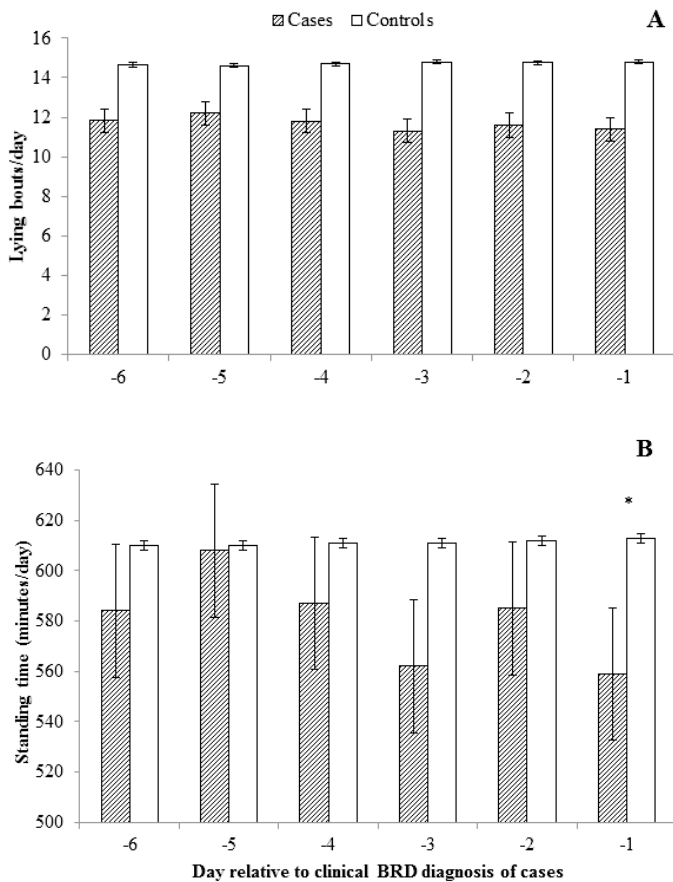 Cases Controls
A
16
14
12
10
8
6
4
2
0
Lying bouts/day
-6 -5 -4 -3 -2 -1
B
640
620
600
580
560
540
520
500
Standing time (minutes/day)
*
-6 -5 -4 -3 -2 -1
Day relative to clinical BRD diagnosis of cases